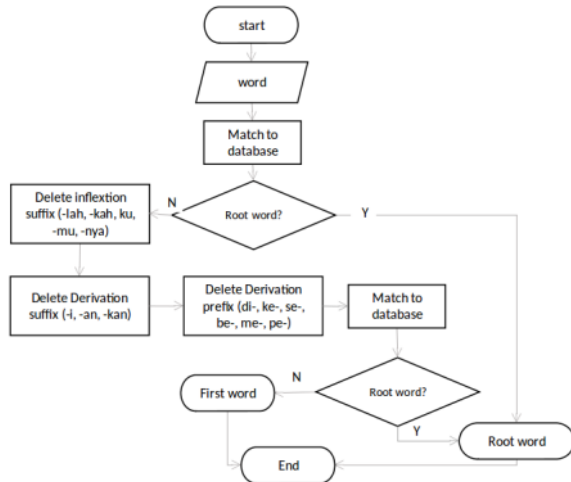 start
word
Match to
database
Root word?
N
Y
Delete Inflextion
suffix (-lah, -kah, ku,
-mu, -nya)
Delete Derivation
suffix (-i, -an, -kan)
Delete Derivation
prefix (di-, ke-, se-,
be-, me-, pe-)
Match to
database
Root word?
N
Y
First word
Root word
End